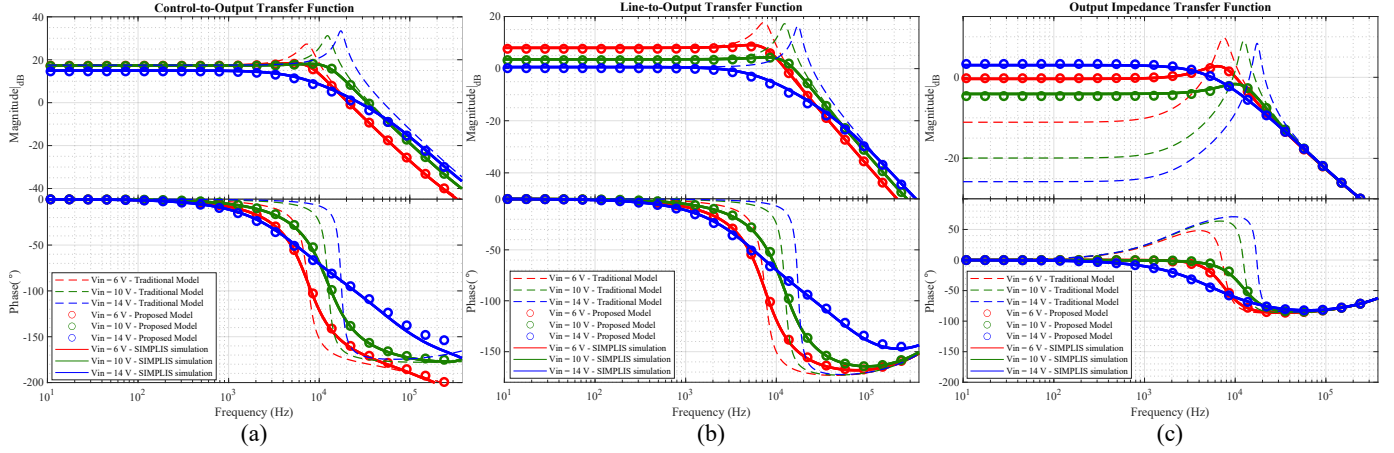 Control-to-Output Transfer Function
20
0
-20
-40
Magnitude|dB
0
-50
-100
-150
-200
Phase(°)
Vin = 6 V - Traditional Model
Vin = 10 V - Traditional Model
Vin = 14 V - Traditional Model
Vin = 6 V - Proposed Model
Vin = 10 V - Proposed Model
Vin = 14 V - Proposed Model
Vin = 6 V - SIMPLIS simulation
Vin = 10 V - SIMPLIS simulation
Vin = 14 V - SIMPLIS simulation
10^1 10^2 10^3 10^4 10^5
Frequency (Hz)
(a)
Line-to-Output Transfer Function
20
0
-20
-40
Magnitude|dB
0
-50
-100
-150
Phase(°)
Vin = 6 V - Traditional Model
Vin = 10 V - Traditional Model
Vin = 14 V - Traditional Model
Vin = 6 V - Proposed Model
Vin = 10 V - Proposed Model
Vin = 14 V - Proposed Model
Vin = 6 V - SIMPLIS simulation
Vin = 10 V - SIMPLIS simulation
Vin = 14 V - SIMPLIS simulation
10^1 10^2 10^3 10^4 10^5
Frequency (Hz)
(b)
Output Impedance Transfer Function
0
-20
Magnitude|dB
50
0
-50
-100
-150
-200
Phase(°)
Vin = 6 V - Traditional Model
Vin = 10 V - Traditional Model
Vin = 14 V - Traditional Model
Vin = 6 V - Proposed Model
Vin = 10 V - Proposed Model
Vin = 14 V - Proposed Model
Vin = 6 V - SIMPLIS simulation
Vin = 10 V - SIMPLIS simulation
Vin = 14 V - SIMPLIS simulation
10^1 10^2 10^3 10^4 10^5
Frequency (Hz)
(c)